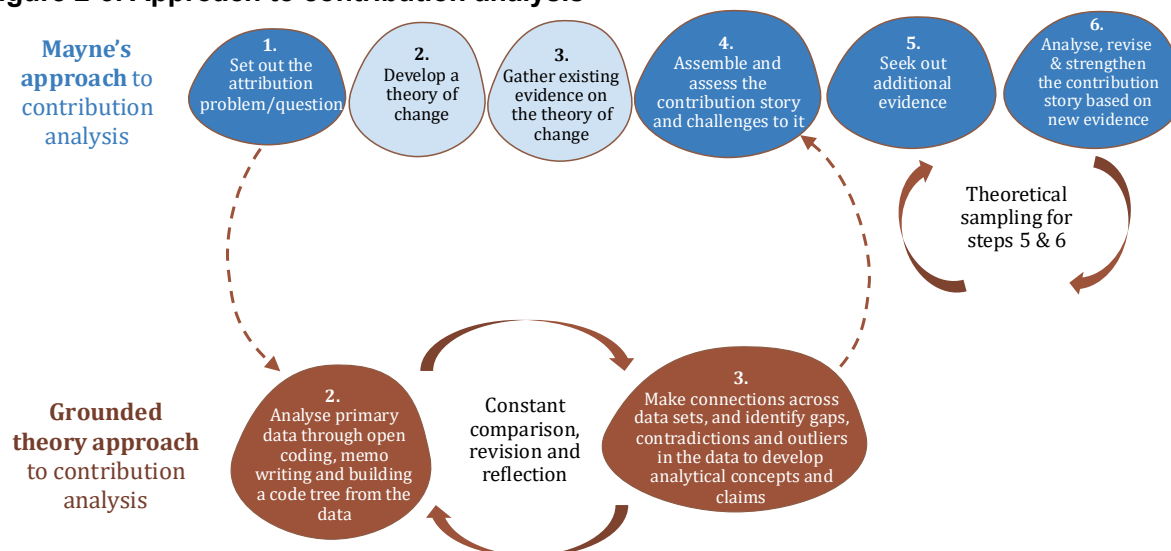 Mayne's
approach to
contribution
analysis
1.
Set out the
attribution
problem/question
2.
Develop a
theory of
change
3.
Gather existing
evidence on
the theory of
change
4.
Assemble and
assess the
contribution story
and challenges to it
5.
Seek out
additional
evidence
6.
Analyse, revise
& strengthen
the contribution
story based on
new evidence
Theoretical
sampling for
steps 5 & 6
Grounded
theory approach
to contribution
analysis
2.
Analyse primary
data through open
coding, memo
writing and building
a code tree from the
data
Constant
comparison,
revision and
reflection
3.
Make connections across
data sets, and identify gaps,
contradictions and outliers
in the data to develop
analytical concepts and
claims